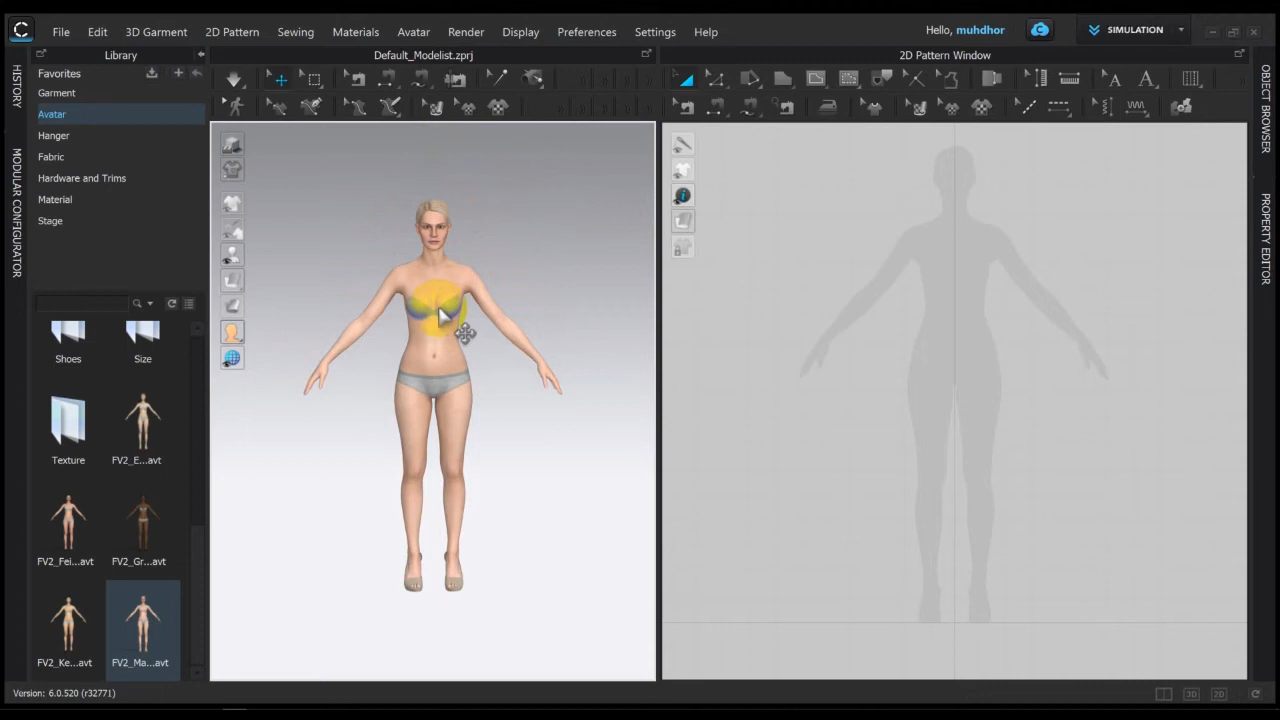 File Edit 3D Garment 2D Pattern Sewing Materials Avatar Render Display Preferences Settings Help
Hello, muhdhor
SIMULATION
Library
Default_Modelist.zprj
2D Pattern Window
HISTORY
MODULAR CONFIGURATOR
Favorites
Garment
Avatar
Hanger
Fabric
Hardware and Trims
Material
Stage
Shoes
Size
Texture
FV2_E...avt
FV2_Fei...avt
FV2_Gr...avt
FV2_Ke...avt
FV2_Ma...avt
OBJECT BROWSER
PROPERTY EDITOR
Version: 6.0.520 (r32771)
3D
2D